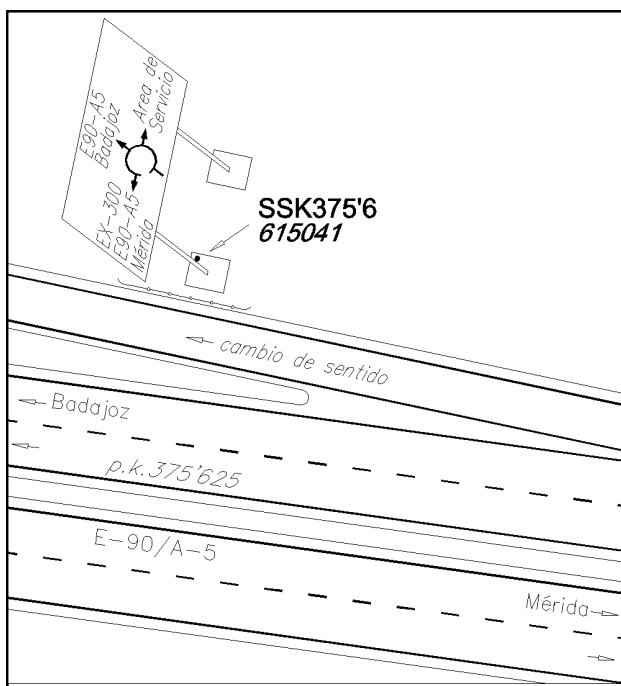 E90-A5
Badajoz
Area de
Servicio
EX-300
E90-A5
Mérida
SSK375'6
615041
cambio de sentido
Badajoz
p.k.375'625
E-90/A-5
Mérida